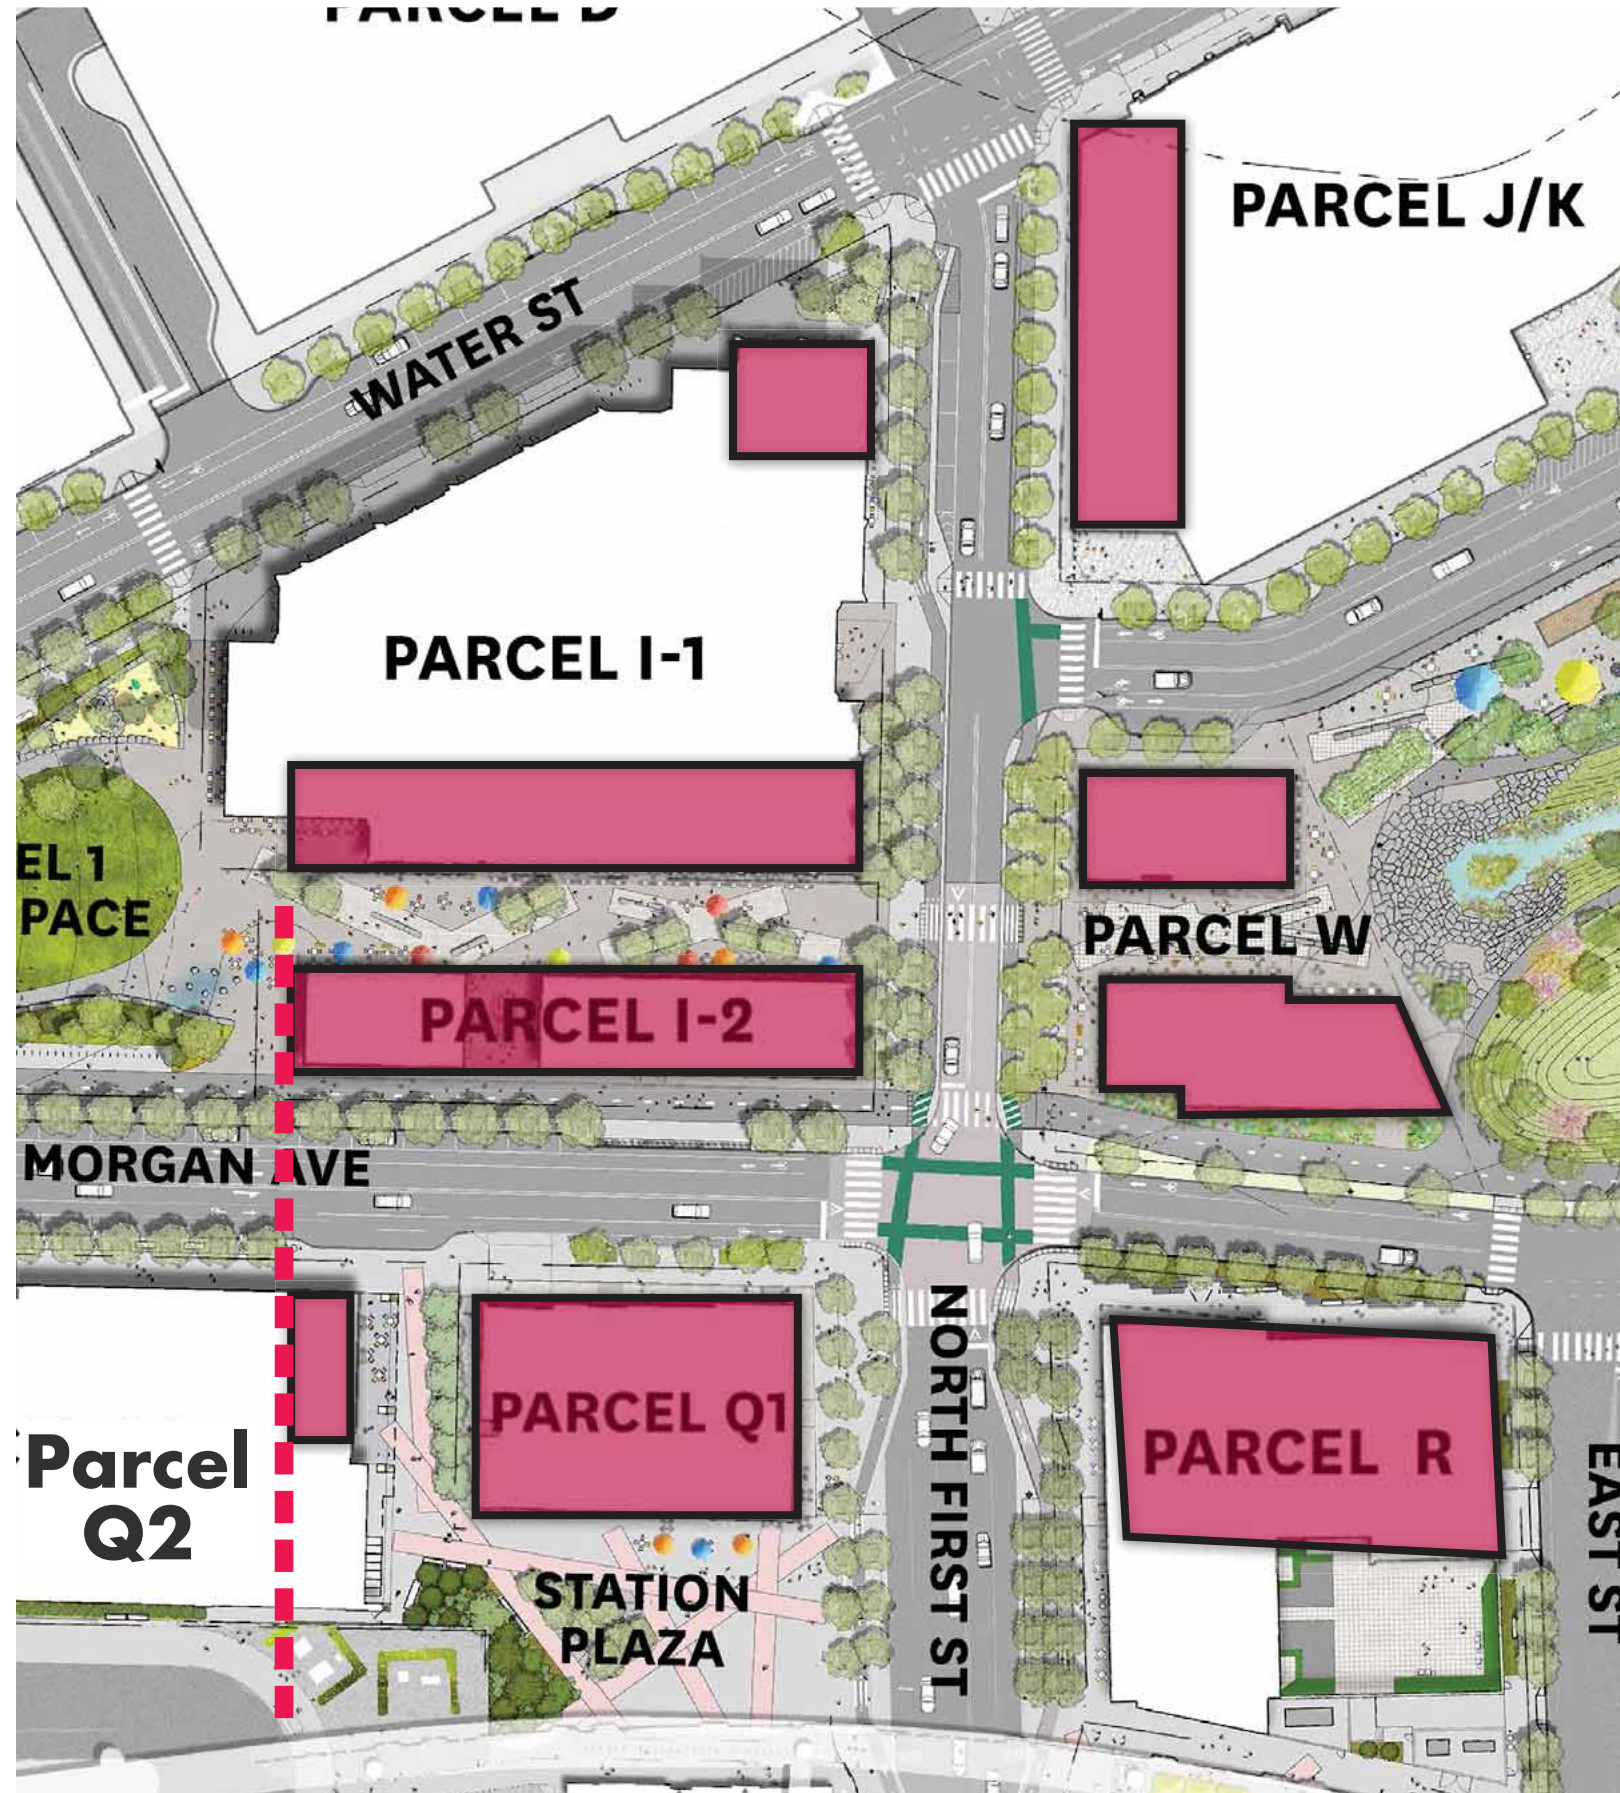 PARCEL D
PARCEL J/K
WATER ST
PARCEL I-1
EL 1
PACE
PARCEL W
PARCEL I-2
MORGAN AVE
NORTH FIRST ST
PARCEL Q1
PARCEL R
Parcel
Q2
EAST ST
STATION
PLAZA